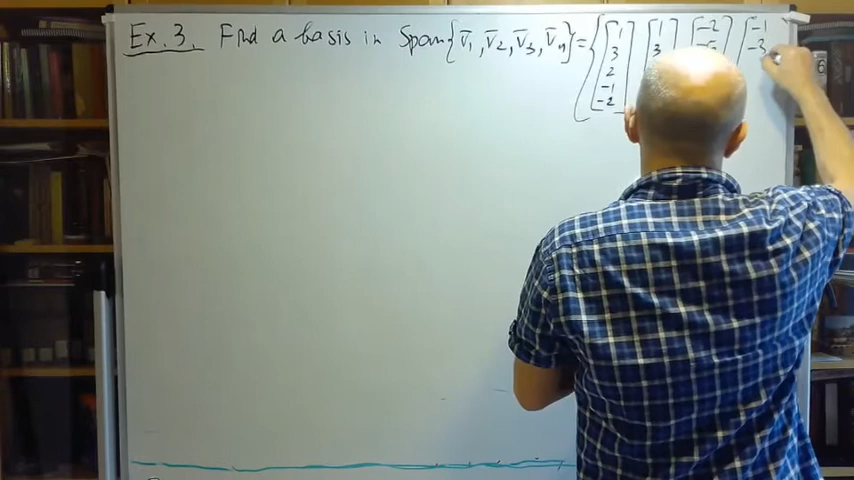 Ex. 3. Find a basis in Span{v̄₁, v̄₂, v̄₃, v̄₄} = { [1 [1] [-2] [-1
3 3 -3
2
-1
-2